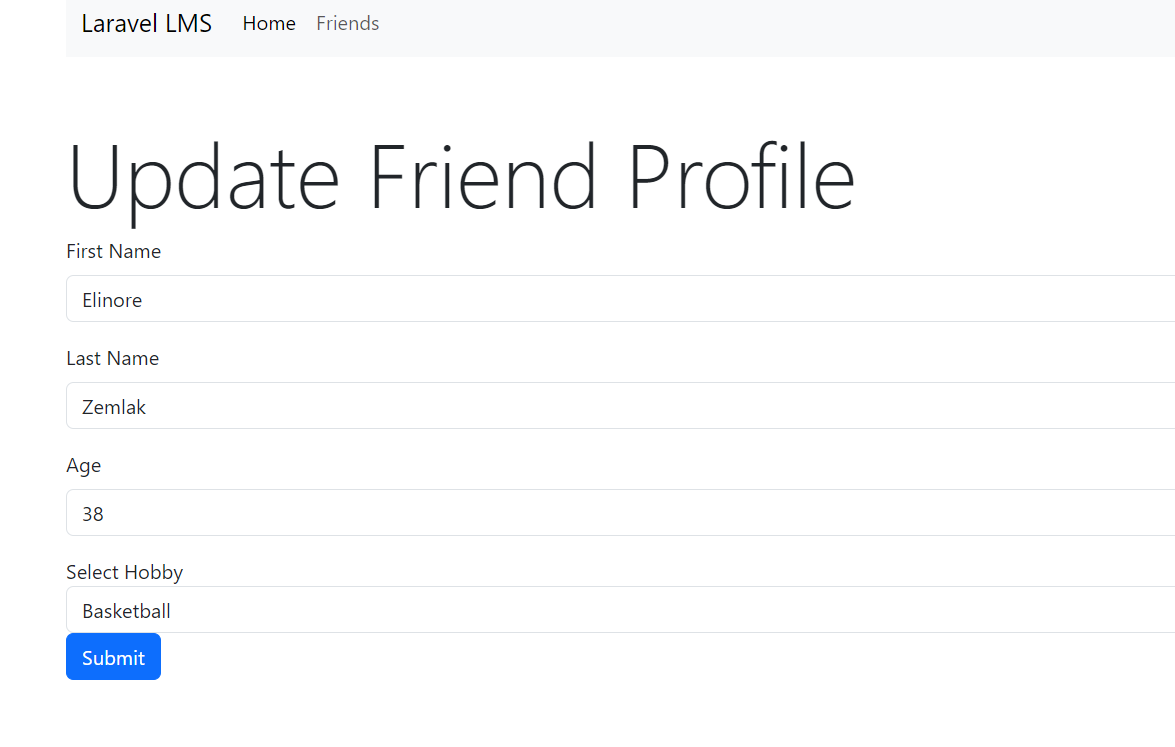 Laravel LMS Home Friends
Update Friend Profile
First Name
Elinore
Last Name
Zemlak
Age
38
Select Hobby
Basketball
Submit